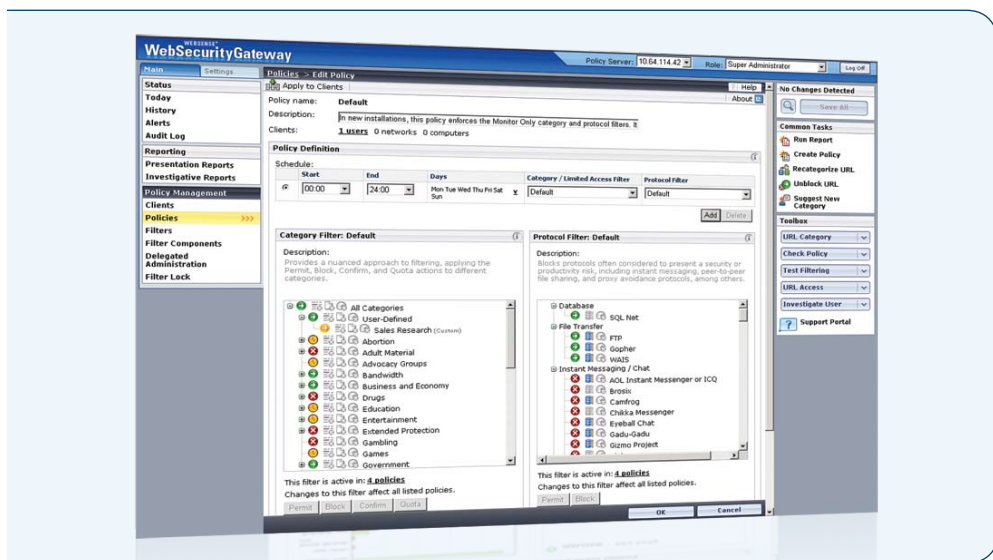 WEBSENSE
WebSecurityGateway
Policy Server: 10.64.114.42 Role: Super Administrator Log Off
Main Settings
Status
Today
History
Alerts
Audit Log
Reporting
Presentation Reports
Investigative Reports
Policy Management
Clients
Policies >>>
Filters
Filter Components
Delegated
Administration
Filter Lock
Policies > Edit Policy
Apply to Clients
Help
About
Policy name: Default
Description: In new installations, this policy enforces the Monitor Only category and protocol filters. It
Clients: 1 users 0 networks 0 computers
Policy Definition
Schedule:
Start End Days Category / Limited Access Filter Protocol Filter
00:00 24:00 Mon Tue Wed Thu Fri Sat
Sun
Default Default
Add Delete
Category Filter: Default
Description:
Provides a nuanced approach to filtering, applying the
Permit, Block, Confirm, and Quota actions to different
categories.
All Categories
User-Defined
Sales Research (Custom)
Abortion
Adult Material
Advocacy Groups
Bandwidth
Business and Economy
Drugs
Education
Entertainment
Extended Protection
Gambling
Games
Government
This filter is active in: 4 policies
Changes to this filter affect all listed policies.
Permit Block Confirm Quota
Protocol Filter: Default
Description:
Blocks protocols often considered to present a security or
productivity risk, including instant messaging, peer-to-peer
file sharing, and proxy avoidance protocols, among others.
Database
SQL Net
File Transfer
FTP
Gopher
WAIS
Instant Messaging / Chat
AOL Instant Messenger or ICQ
Brosix
Camfrog
Chikka Messenger
Eyeball Chat
Gadu-Gadu
Gizmo Project
This filter is active in: 4 policies
Changes to this filter affect all listed policies.
Permit Block
OK Cancel
No Changes Detected
Save All
Common Tasks
Run Report
Create Policy
Recategorize URL
Unblock URL
Suggest New
Category
Toolbox
URL Category
Check Policy
Test Filtering
URL Access
Investigate User
Support Portal